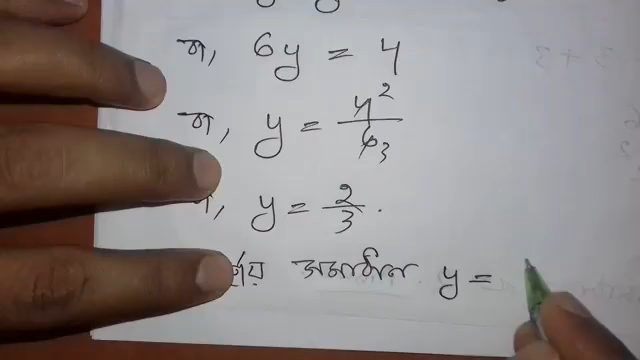 বা, 6y = 4
বা, y = 4² / 6₃
বা, y = 2/3.
সমাধান y =